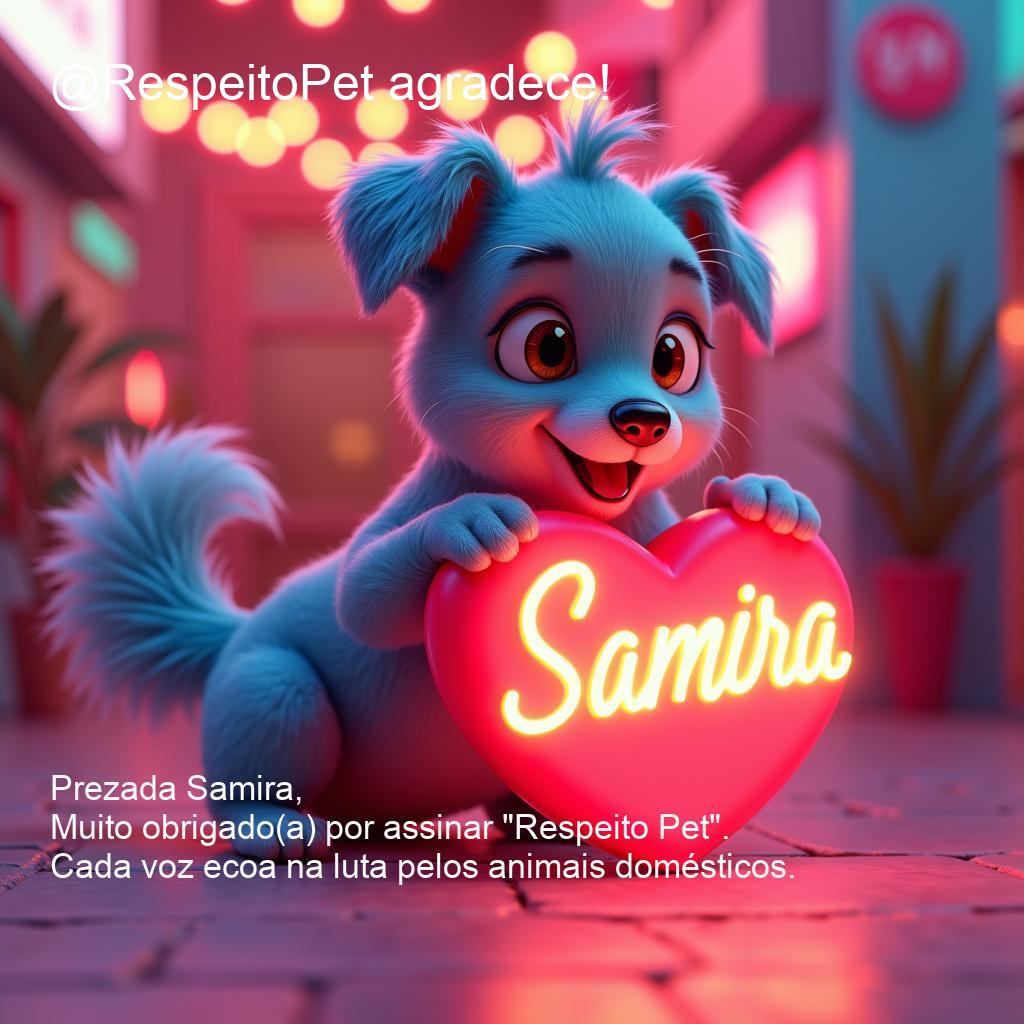 @RespeitoPet agradece!
Samira
Prezada Samira,
Muito obrigado(a) por assinar "Respeito Pet".
Cada voz ecoa na luta pelos animais domésticos.